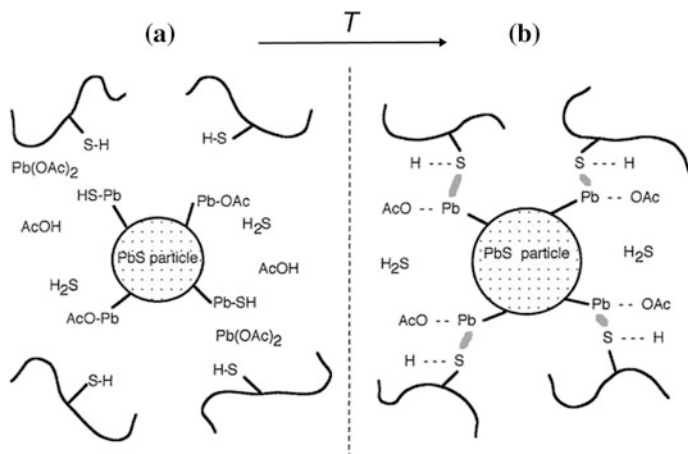 (a)
T
(b)
S-H
H-S
Pb(OAc)2
HS-Pb
Pb-OAc
AcOH
H2S
PbS particle
AcOH
H2S
AcO-Pb
Pb-SH
Pb(OAc)2
S-H
H-S
H --- S
S --- H
AcO -- Pb
Pb -- OAc
H2S
PbS particle
H2S
AcO -- Pb
Pb -- OAc
H --- S
S -- H